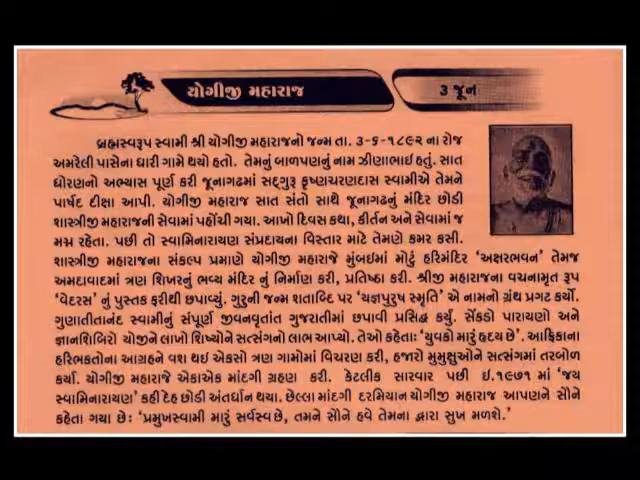 યોગીજી મહારાજ
૩ જૂન
બ્રહ્મસ્વરૂપ સ્વામી શ્રી યોગીજી મહારાજનો જન્મ તા. ૩-૬-૧૮૯૨ ના રોજ
અમરેલી પાસેના ધારી ગામે થયો હતો. તેમનું બાળપણનું નામ ઝીણાભાઇ હતું. સાત
ધોરણનો અભ્યાસ પૂર્ણ કરી જૂનાગઢમાં સદ્‌ગુરુ કૃષ્ણચરણદાસ સ્વામીએ તેમને
પાર્ષદ દીક્ષા આપી. યોગીજી મહારાજ સાત સંતો સાથે જૂનાગઢનું મંદિર છોડી
શાસ્ત્રીજી મહારાજની સેવામાં પહોંચી ગયા. આખો દિવસ કથા, કીર્તન અને સેવામાં જ
મગ્ન રહેતા. પછી તો સ્વામિનારાયણ સંપ્રદાયના વિસ્તાર માટે તેમણે કમર કસી.
શાસ્ત્રીજી મહારાજના સંકલ્પ પ્રમાણે યોગીજી મહારાજે મુંબઇમાં મોટું હરિમંદિર ‘અક્ષરભવન’ તેમજ
અમદાવાદમાં ત્રણ શિખરનું ભવ્ય મંદિર નું નિર્માણ કરી, પ્રતિષ્ઠા કરી. શ્રીજી મહારાજના વચનામૃત રૂપ
‘વેદરસ’ નું પુસ્તક ફરીથી છપાવ્યું. ગુરુની જન્મ શતાબ્દિ પર ‘યજ્ઞપુરુષ સ્મૃતિ’ એ નામનો ગ્રંથ પ્રગટ કર્યો.
ગુણાતીતાનંદ સ્વામીનું સંપૂર્ણ જીવનવૃતાંત ગુજરાતીમાં છપાવી પ્રસિદ્ધ કર્યું. સેંકડો પારાયણો અને
જ્ઞાનશિબિરો યોજીને લાખો શિષ્યોને સત્સંગનો લાભ આપ્યો. તેઓ કહેતાઃ ‘યુવકો મારું હૃદય છે’. આફ્રિકાના
હરિભકતોના આગ્રહને વશ થઇ એકસો ત્રણ ગામોમાં વિચરણ કરી, હજારો મુમુક્ષુઓને સત્સંગમાં તરબોળ
કર્યા. યોગીજી મહારાજે એકાએક માંદગી ગ્રહણ કરી. કેટલીક સારવાર પછી ઇ.૧૯૭૧ માં ‘જય
સ્વામિનારાયણ’ કહી દેહ છોડી અંતર્ધાન થયા. છેલ્લા માંદગી દરમિયાન યોગીજી મહારાજ આપણને સૌને
કહેતા ગયા છેઃ ‘પ્રમુખસ્વામી મારું સર્વસ્વ છે, તમને સૌને હવે તેમના દ્વારા સુખ મળશે.’